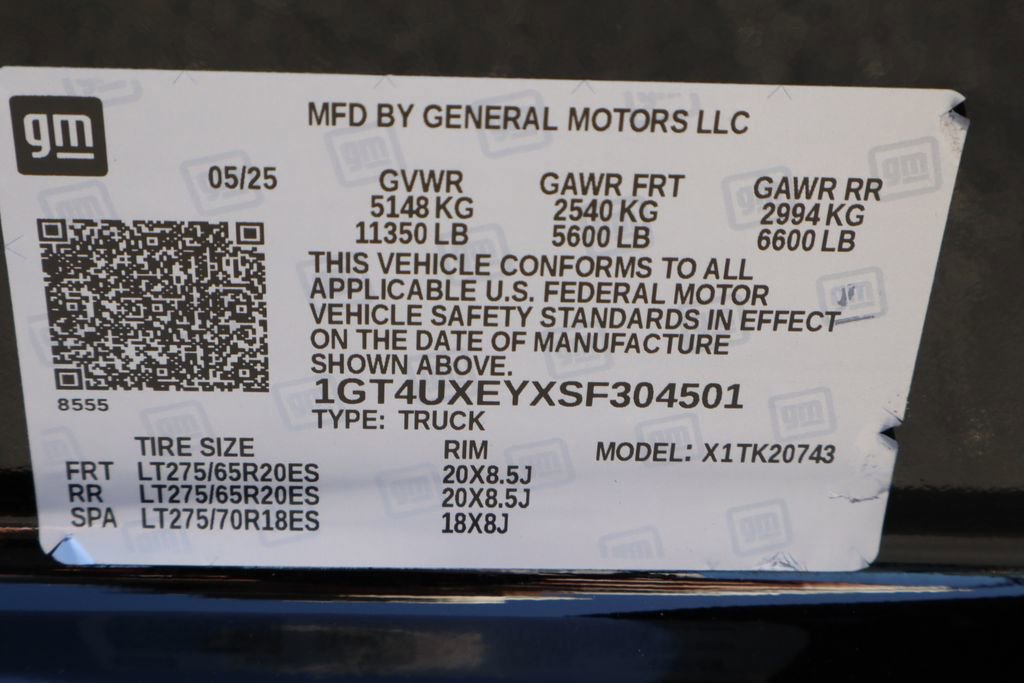 gm
MFD BY GENERAL MOTORS LLC
05/25 GVWR GAWR FRT GAWR RR
5148 KG 2540 KG 2994 KG
11350 LB 5600 LB 6600 LB
THIS VEHICLE CONFORMS TO ALL
APPLICABLE U.S. FEDERAL MOTOR
VEHICLE SAFETY STANDARDS IN EFFECT
ON THE DATE OF MANUFACTURE
SHOWN ABOVE.
8555
1GT4UXEYXSF304501
TYPE: TRUCK
TIRE SIZE RIM MODEL: X1TK20743
FRT LT275/65R20ES 20X8.5J
RR LT275/65R20ES 20X8.5J
SPA LT275/70R18ES 18X8J